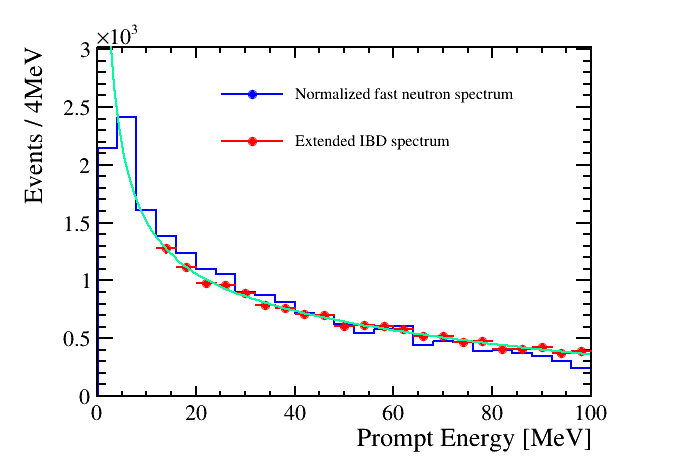 ×10³
3
2.5
2
1.5
1
0.5
0
Events / 4MeV
Normalized fast neutron spectrum
Extended IBD spectrum
0 20 40 60 80 100
Prompt Energy [MeV]